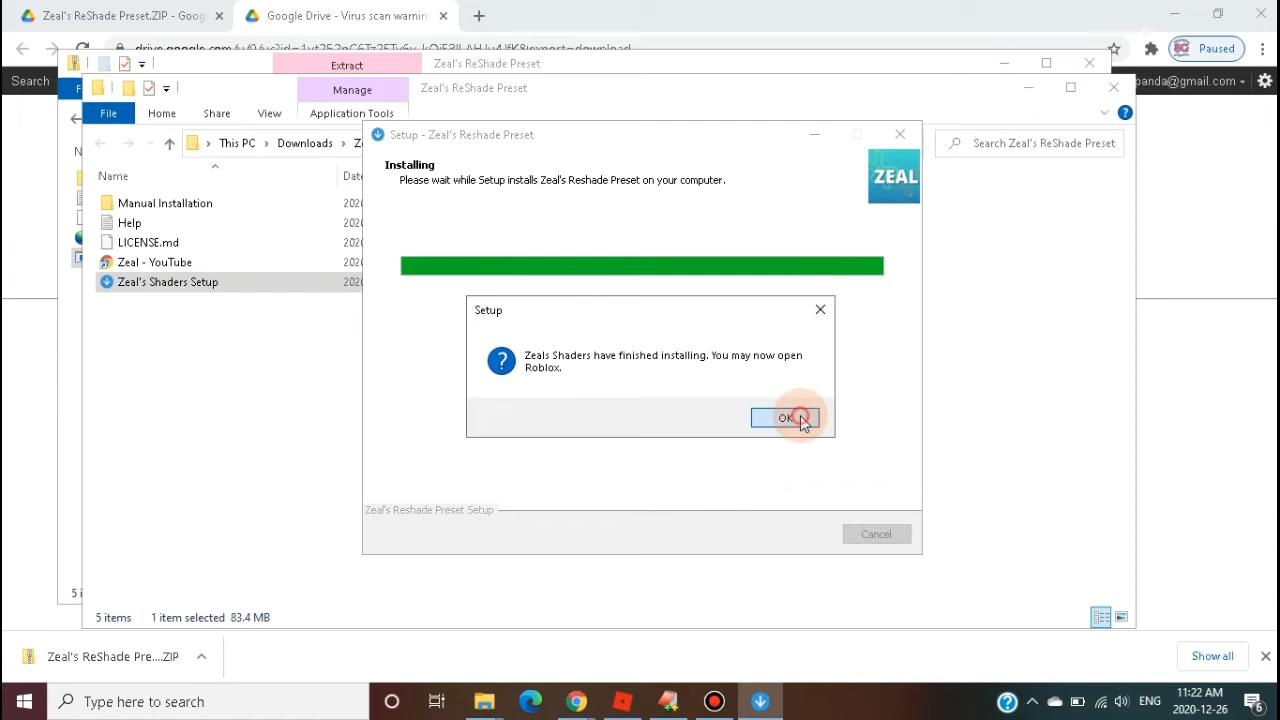 Zeal's ReShade Preset.ZIP - Goog
Google Drive - Virus scan warnin
Paused
Extract
Zeal's ReShade Preset
Search
panda@gmail.com
Manage
Zeal's ReShade Preset
File
Home
Share
View
Application Tools
This PC
Downloads
Search Zeal's ReShade Preset
Name
Manual Installation
Help
LICENSE.md
Zeal - YouTube
Zeal's Shaders Setup
5 items
1 item selected 83.4 MB
Setup - Zeal's Reshade Preset
Installing
Please wait while Setup installs Zeal's Reshade Preset on your computer.
ZEAL
Setup
Zeals Shaders have finished installing. You may now open
Roblox.
OK
Zeal's Reshade Preset Setup
Cancel
Zeal's ReShade Pre....ZIP
Show all
Type here to search
ENG
11:22 AM
2020-12-26
6